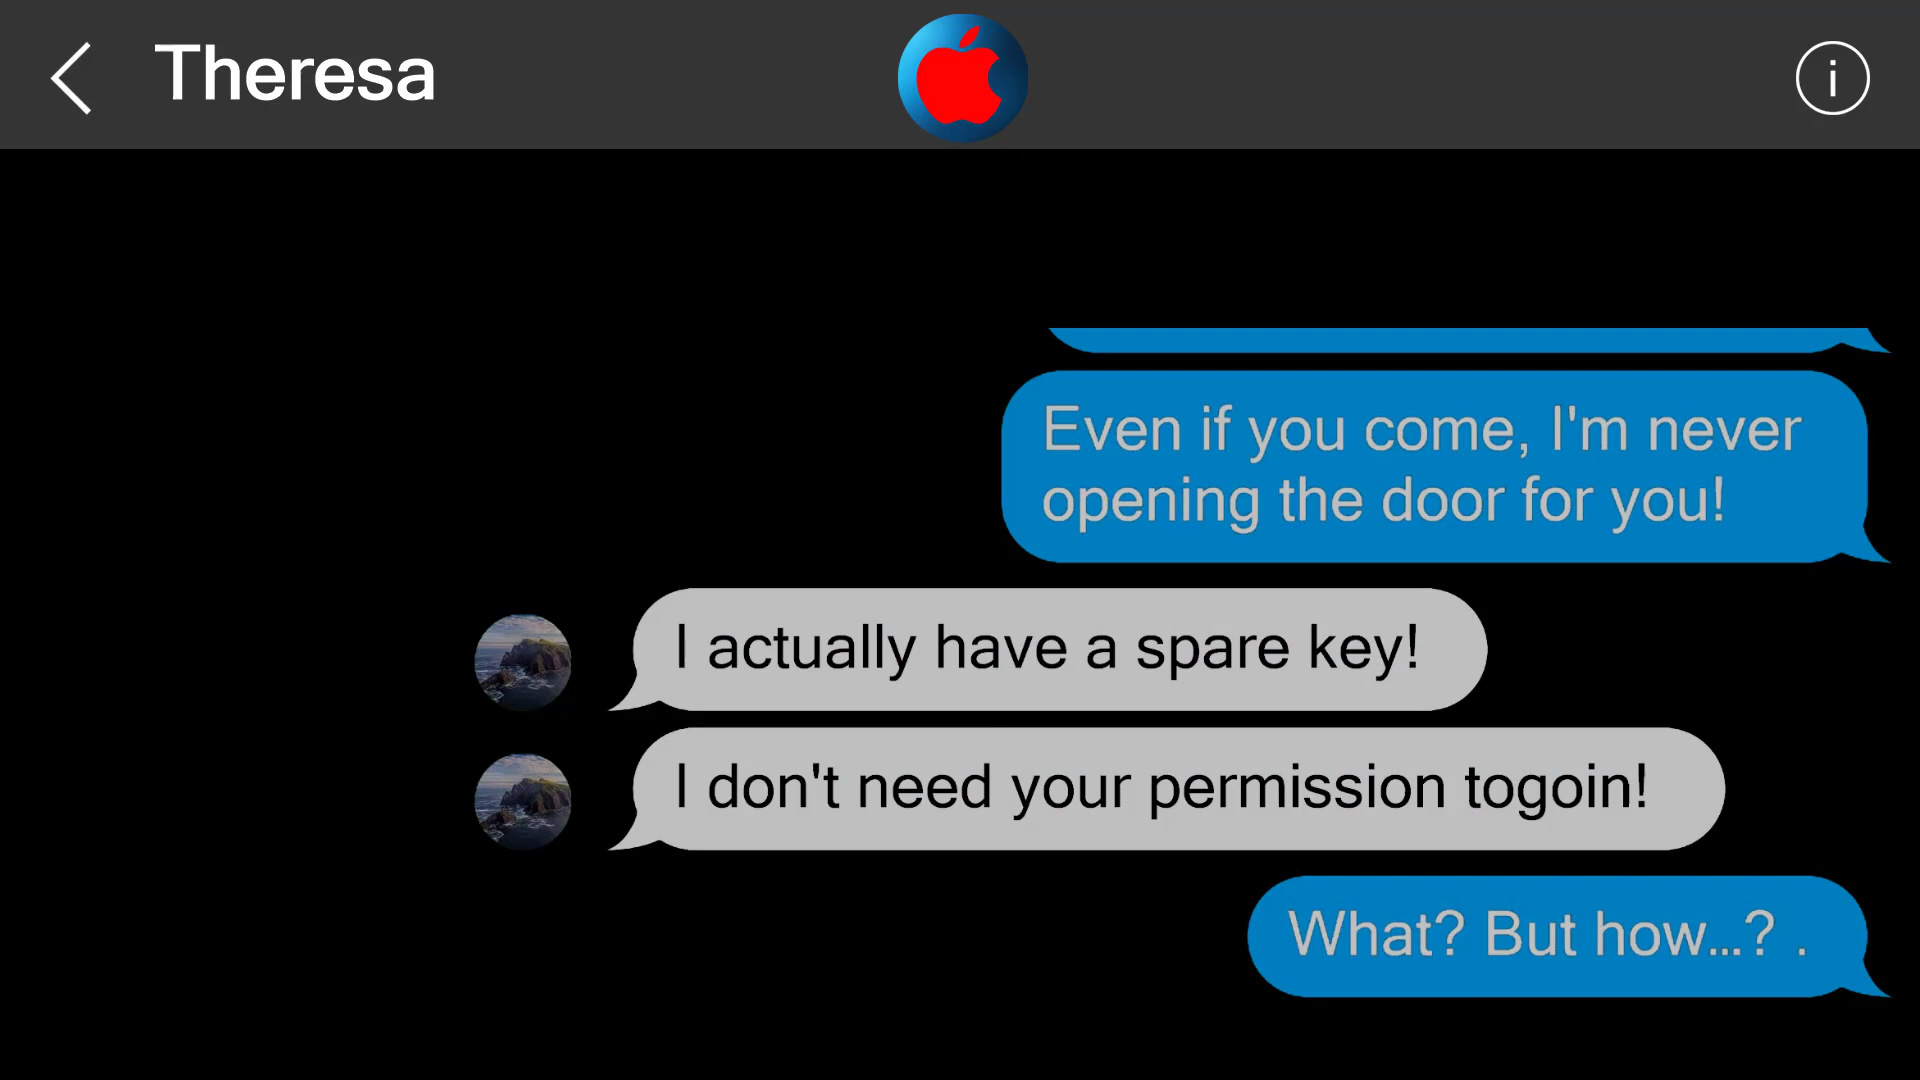 Theresa
i
Even if you come, I'm never
opening the door for you!
I actually have a spare key!
I don't need your permission togoin!
What? But how...? .